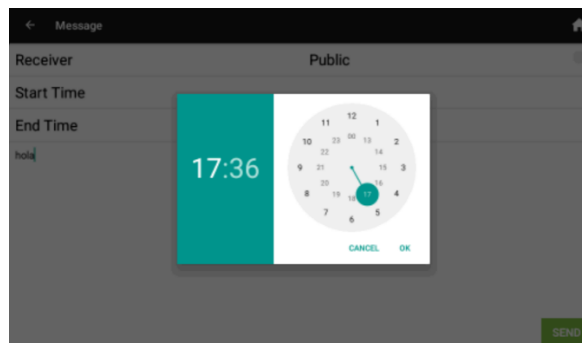 Message
Receiver Public
Start Time
End Time
hola
17:36
12
11 1
00
10 23 13 2
22 14
9 21 15 3
20 16
8 19 17 4
18
7 5
6
CANCEL OK
SEND